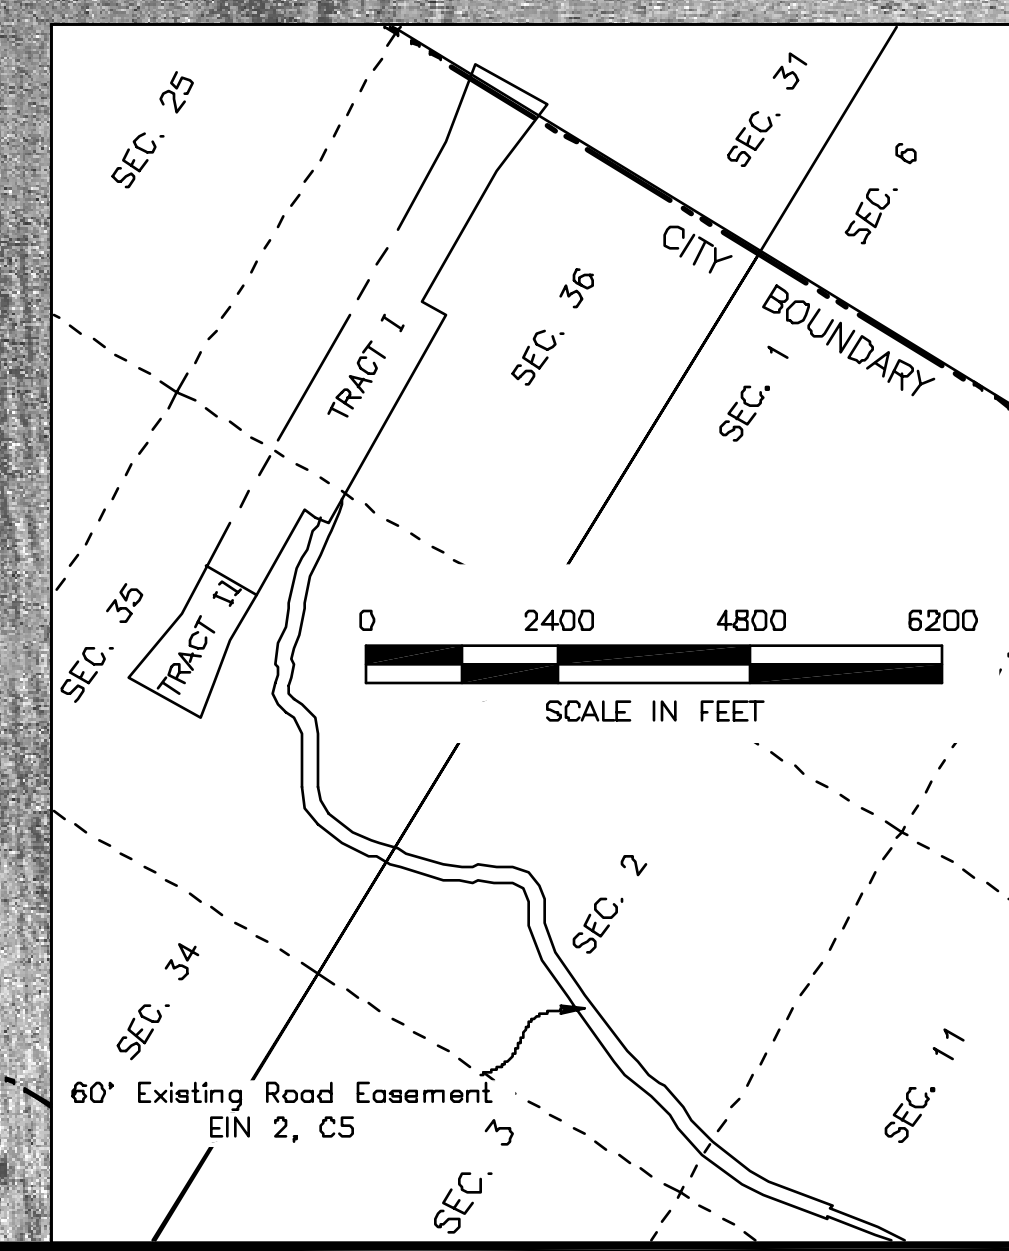 SEC. 25
SEC. 31
SEC. 6
CITY BOUNDARY
SEC. 36
SEC. 1
TRACT I
SEC. 35
TRACT II
0 2400 4800 6200
SCALE IN FEET
SEC. 2
SEC. 34
SEC. 11
60' Existing Road Easement
EIN 2, C5
SEC. 3